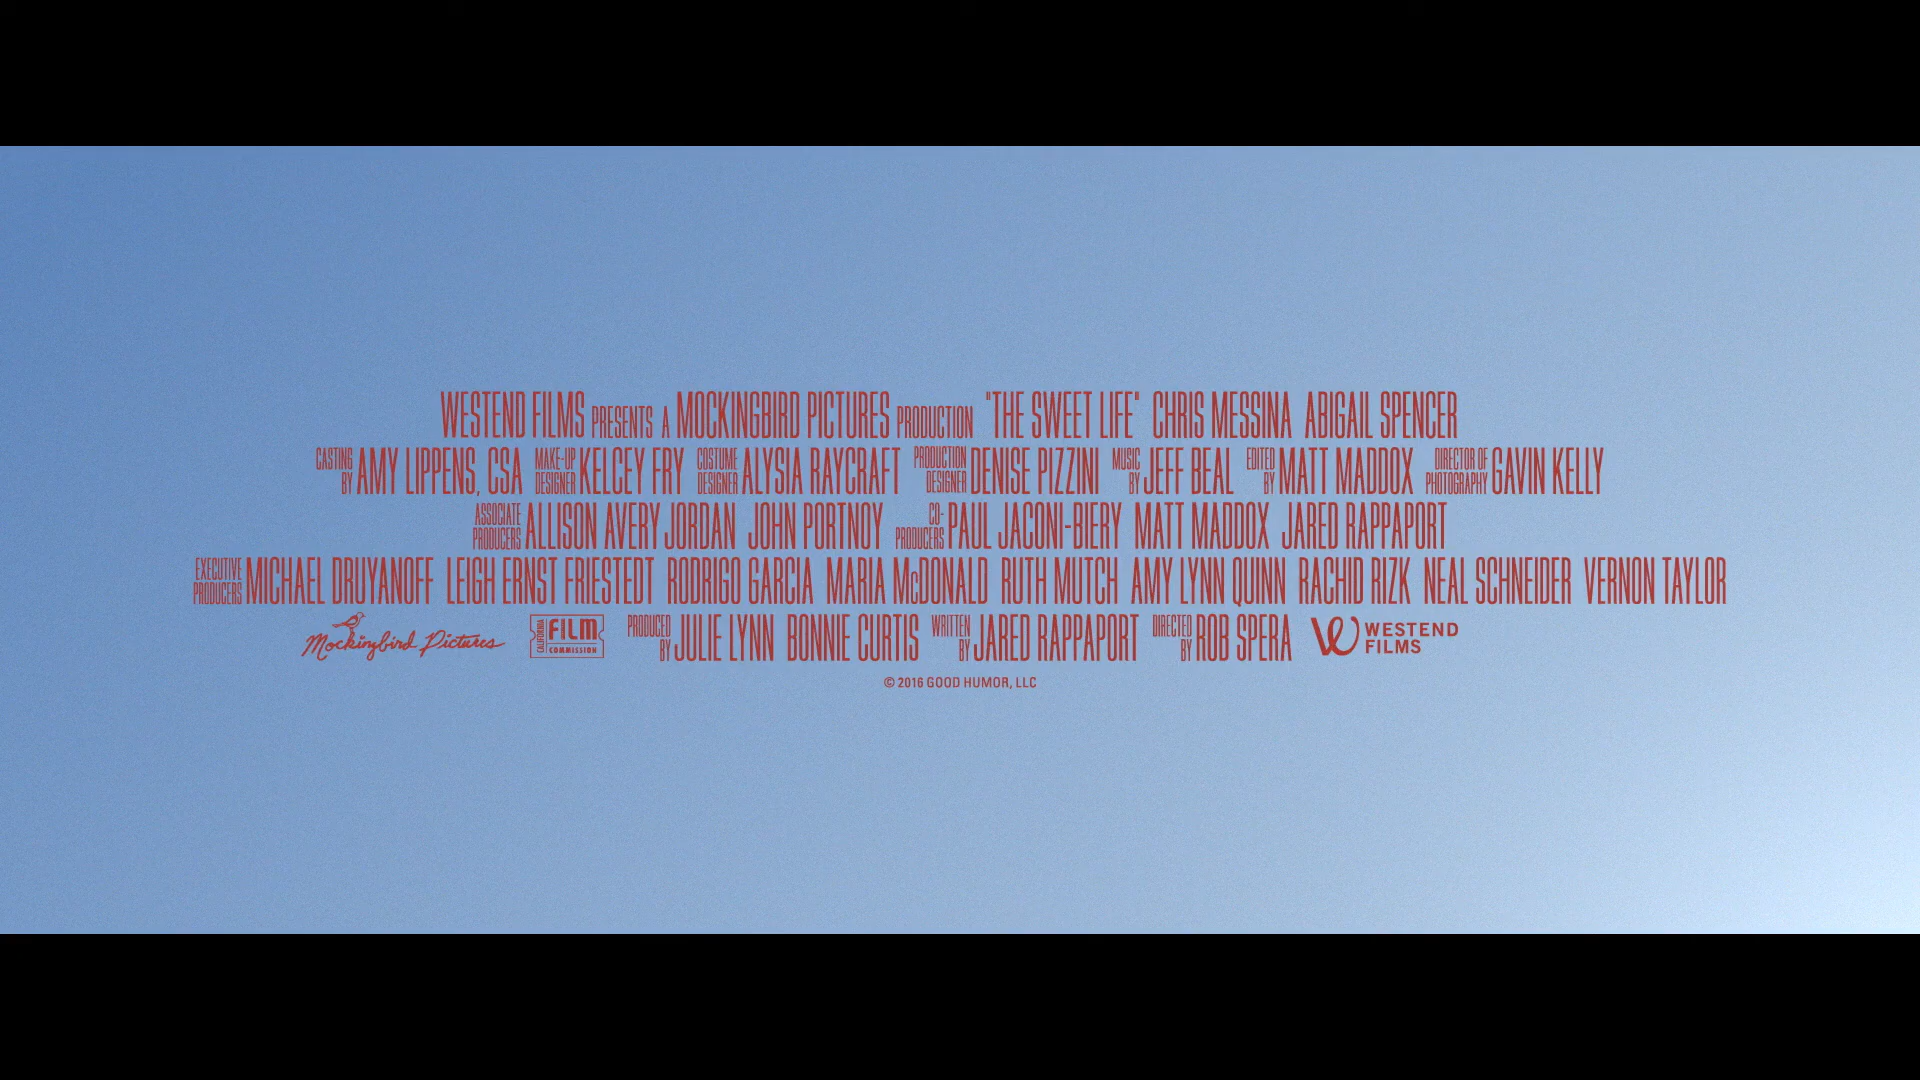 WESTEND FILMS PRESENTS A MOCKINGBIRD PICTURES PRODUCTION "THE SWEET LIFE" CHRIS MESSINA ABIGAIL SPENCER
CASTING BY AMY LIPPENS, CSA MAKE-UP DESIGNER KELCEY FRY COSTUME DESIGNER ALYSIA RAYCRAFT PRODUCTION DESIGNER DENISE PIZZINI MUSIC BY JEFF BEAL EDITED BY MATT MADDOX DIRECTOR OF PHOTOGRAPHY GAVIN KELLY
ASSOCIATE PRODUCERS ALLISON AVERY JORDAN JOHN PORTNOY CO-PRODUCERS PAUL JACONI-BIERY MATT MADDOX JARED RAPPAPORT
EXECUTIVE PRODUCERS MICHAEL DRUYANOFF LEIGH ERNST FRIESTEDT RODRIGO GARCIA MARIA McDONALD RUTH MUTCH AMY LYNN QUINN RACHID RIZK NEAL SCHNEIDER VERNON TAYLOR
Mockingbird Pictures CALIFORNIA FILM COMMISSION PRODUCED BY JULIE LYNN BONNIE CURTIS WRITTEN BY JARED RAPPAPORT DIRECTED BY ROB SPERA W WESTEND FILMS
© 2016 GOOD HUMOR, LLC